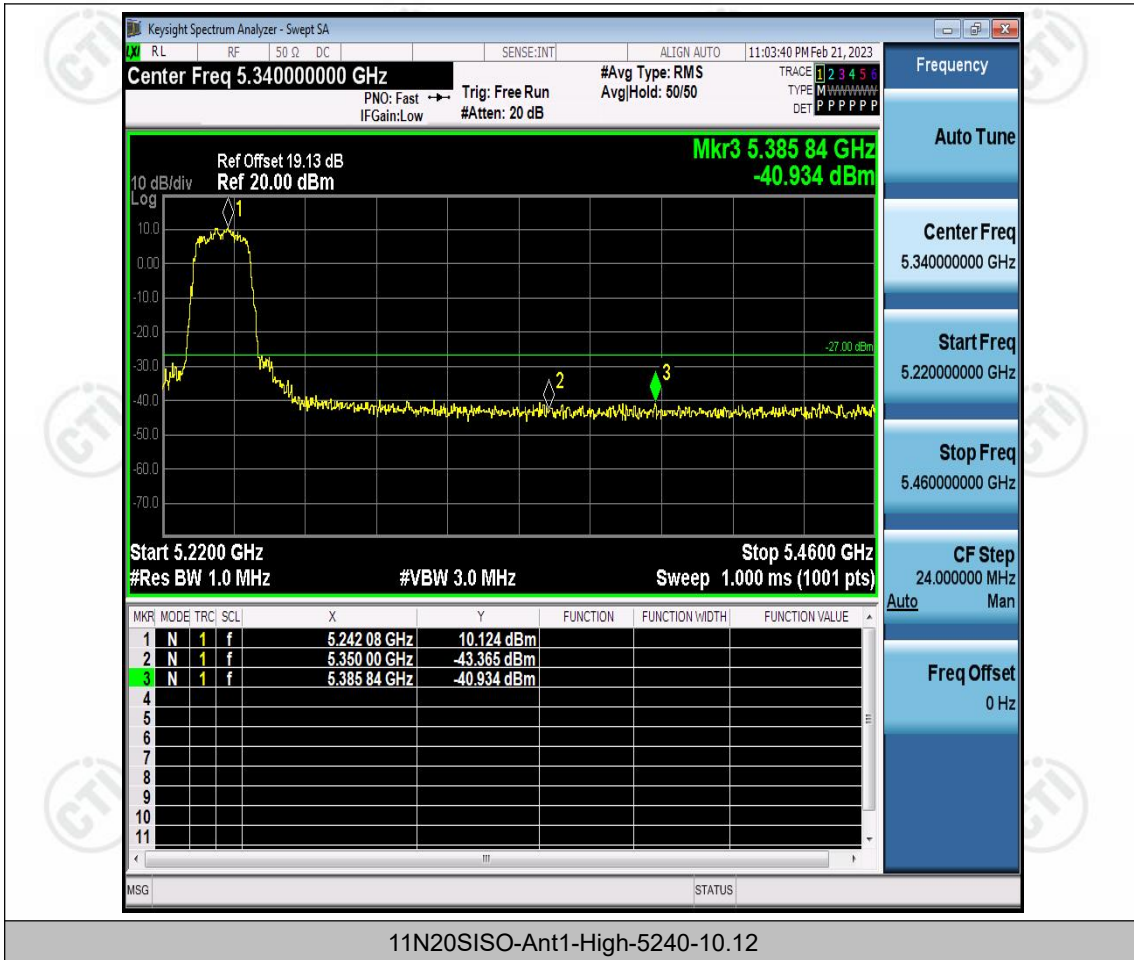 Keysight Spectrum Analyzer - Swept SA
LXI RL RF 50 Ω DC SENSE:INT ALIGN AUTO 11:03:40 PM Feb 21, 2023
Center Freq 5.340000000 GHz
PNO: Fast
IFGain:Low
Trig: Free Run
#Atten: 20 dB
#Avg Type: RMS
Avg|Hold: 50/50
TRACE 1 2 3 4 5 6
TYPE M WWWWW
DET P P P P P P
Mkr3 5.385 84 GHz
-40.934 dBm
Ref Offset 19.13 dB
10 dB/div Ref 20.00 dBm
Log
10.0
0.00
-10.0
-20.0
-30.0
-40.0
-50.0
-60.0
-70.0
1
2
3
-27.00 dBm
Start 5.2200 GHz Stop 5.4600 GHz
#Res BW 1.0 MHz #VBW 3.0 MHz Sweep 1.000 ms (1001 pts)
MKR MODE TRC SCL X Y FUNCTION FUNCTION WIDTH FUNCTION VALUE
1 N 1 f 5.242 08 GHz 10.124 dBm
2 N 1 f 5.350 00 GHz -43.365 dBm
3 N 1 f 5.385 84 GHz -40.934 dBm
4
5
6
7
8
9
10
11
MSG STATUS
Frequency
Auto Tune
Center Freq
5.340000000 GHz
Start Freq
5.220000000 GHz
Stop Freq
5.460000000 GHz
CF Step
24.000000 MHz
Auto Man
Freq Offset
0 Hz
11N20SISO-Ant1-High-5240-10.12
CTI
CTI
CTI
CTI
CTI
CTI